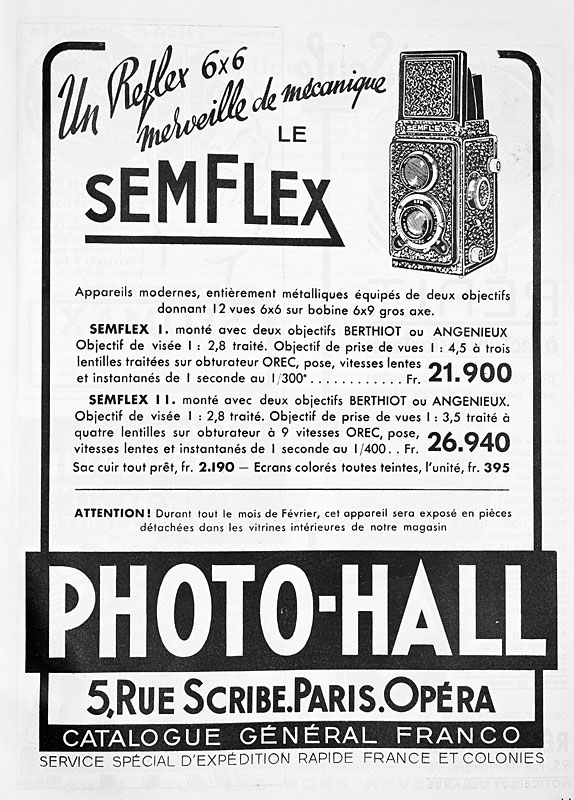 Un Reflex 6x6
merveille de mécanique
LE
SEMFLEX
SEMFLEX
Appareils modernes, entièrement métalliques équipés de deux objectifs
donnant 12 vues 6x6 sur bobine 6x9 gros axe.
SEMFLEX I. monté avec deux objectifs BERTHIOT ou ANGENIEUX
Objectif de visée 1 : 2,8 traité. Objectif de prise de vues 1 : 4,5 à trois
lentilles traitées sur obturateur OREC, pose, vitesses lentes
et instantanés de 1 seconde au 1/300e . . . . . . . . . . . . Fr. 21.900
SEMFLEX II. monté avec deux objectifs BERTHIOT ou ANGENIEUX.
Objectif de visée 1 : 2,8 traité. Objectif de prise de vues 1 : 3,5 traité à
quatre lentilles sur obturateur à 9 vitesses OREC, pose,
vitesses lentes et instantanés de 1 seconde au 1/400 . . Fr. 26.940
Sac cuir tout prêt, fr. 2.190 — Ecrans colorés toutes teintes, l'unité, fr. 395
ATTENTION ! Durant tout le mois de Février, cet appareil sera exposé en pièces
détachées dans les vitrines intérieures de notre magasin
PHOTO-HALL
5, RUE SCRIBE. PARIS. OPÉRA
CATALOGUE GÉNÉRAL FRANCO
SERVICE SPÉCIAL D'EXPÉDITION RAPIDE FRANCE ET COLONIES